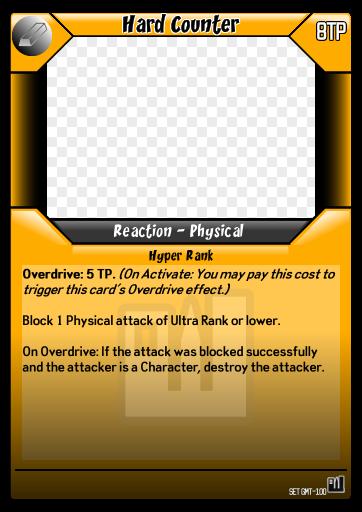 Hard Counter
8TP
Reaction - Physical
Hyper Rank
Overdrive: 5 TP. (On Activate: You may pay this cost to
trigger this card's Overdrive effect.)
Block 1 Physical attack of Ultra Rank or lower.
On Overdrive: If the attack was blocked successfully
and the attacker is a Character, destroy the attacker.
SET GMT-100